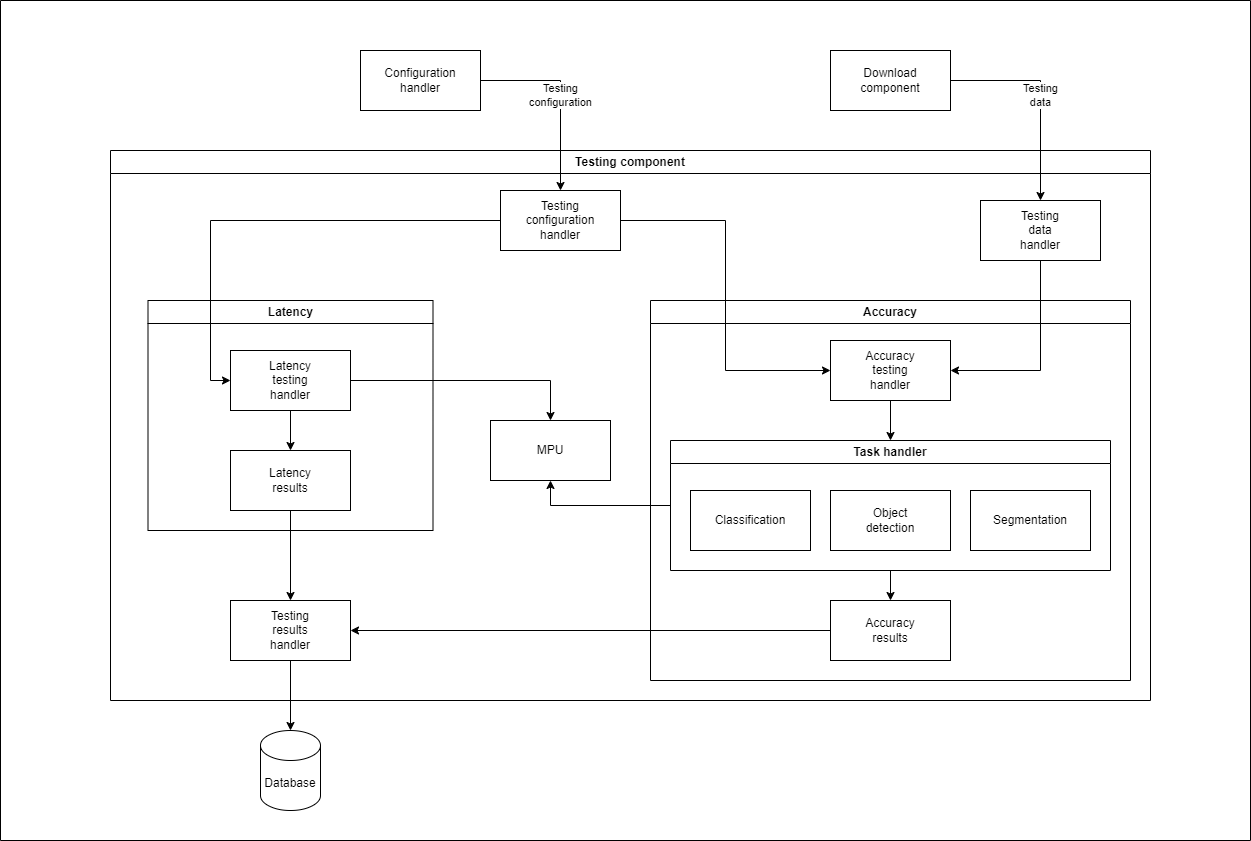 Configuration
handler
Download
component
Testing
configuration
Testing
data
Testing component
Testing
configuration
handler
Testing
data
handler
Latency
Accuracy
Latency
testing
handler
Accuracy
testing
handler
MPU
Latency
results
Task handler
Classification
Object
detection
Segmentation
Testing
results
handler
Accuracy
results
Database